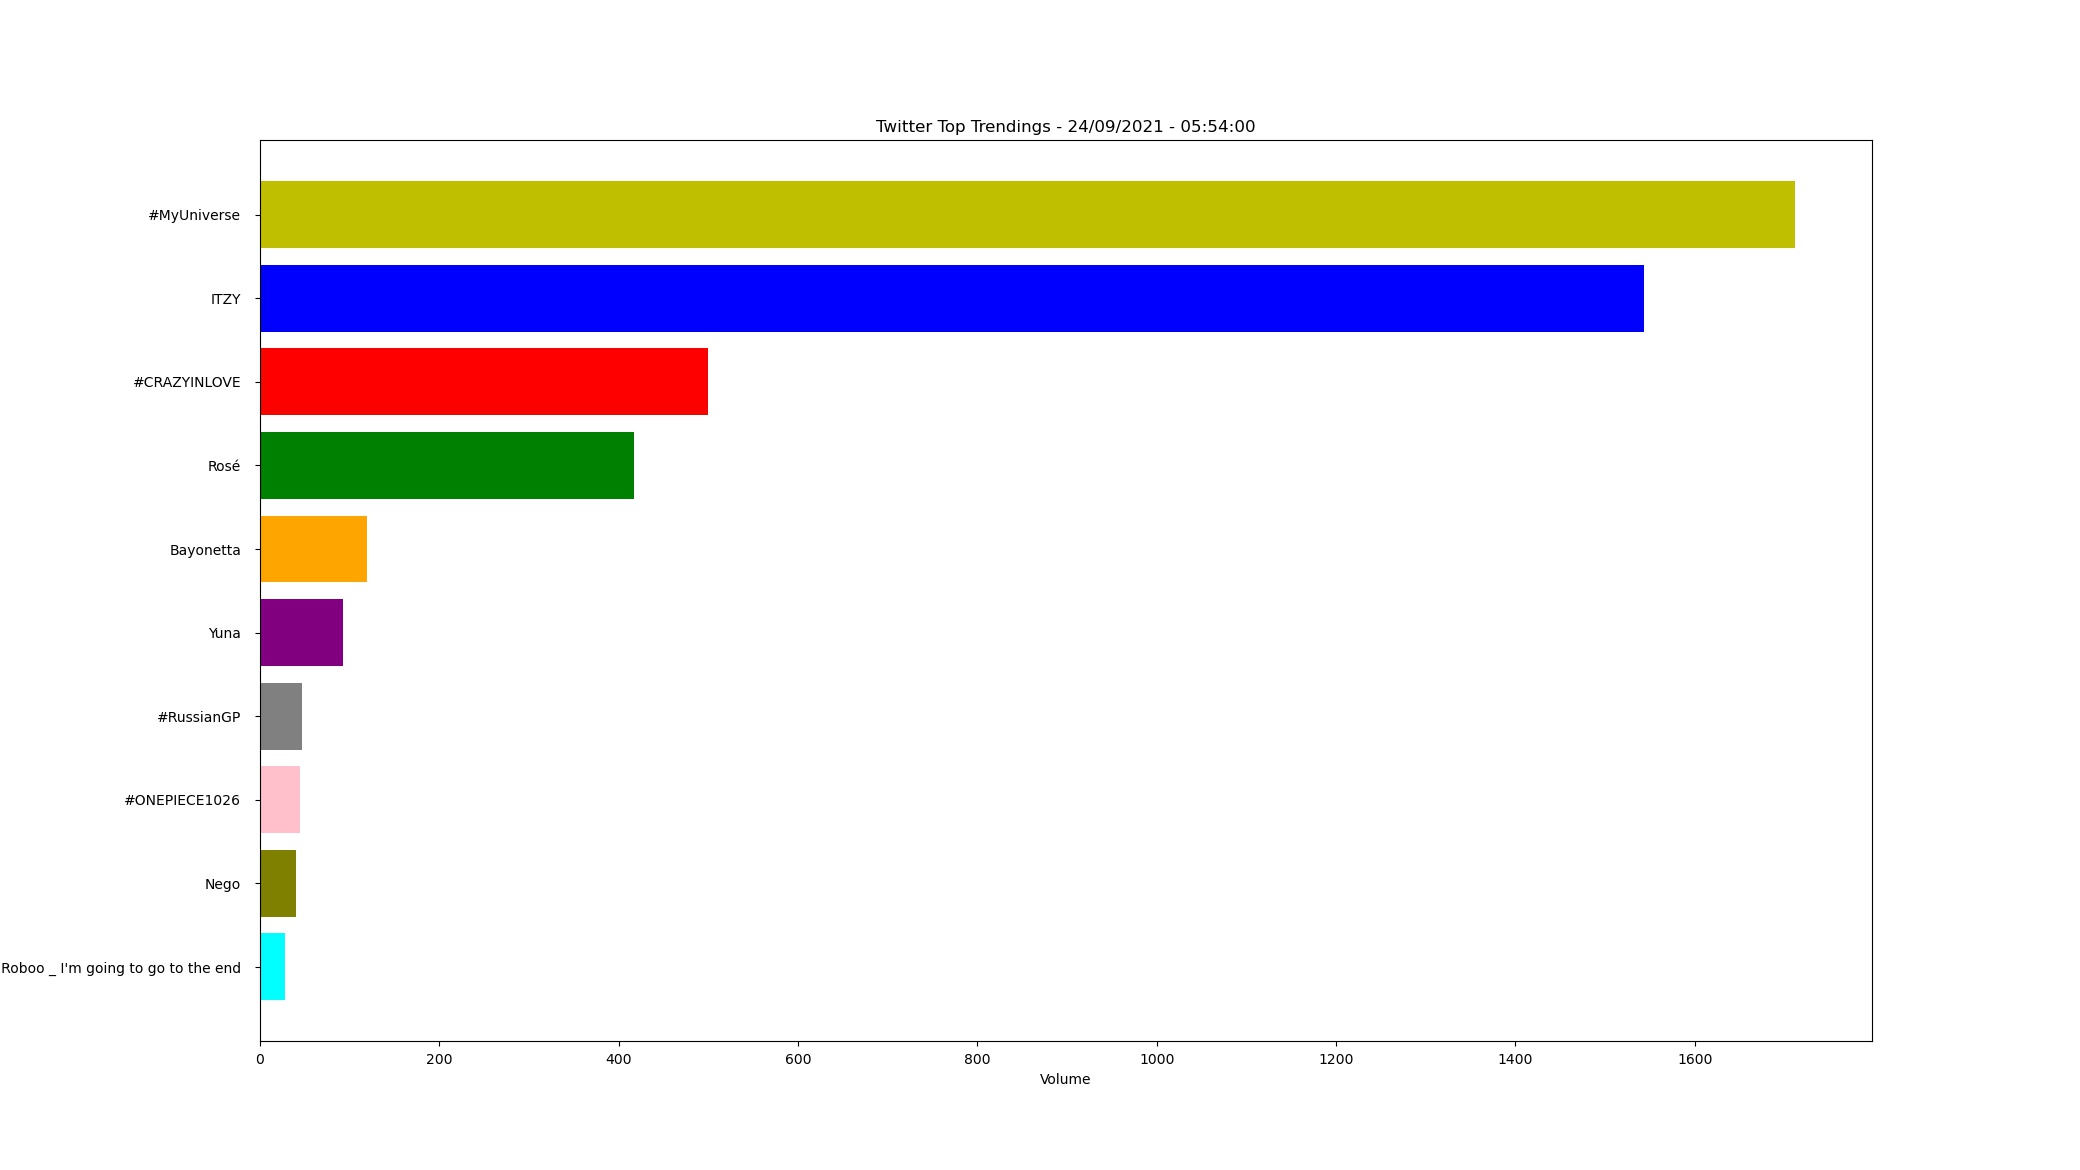 Twitter Top Trendings - 24/09/2021 - 05:54:00
#MyUniverse
ITZY
#CRAZYINLOVE
Rosé
Bayonetta
Yuna
#RussianGP
#ONEPIECE1026
Nego
Roboo _ I'm going to go to the end
0 200 400 600 800 1000 1200 1400 1600
Volume